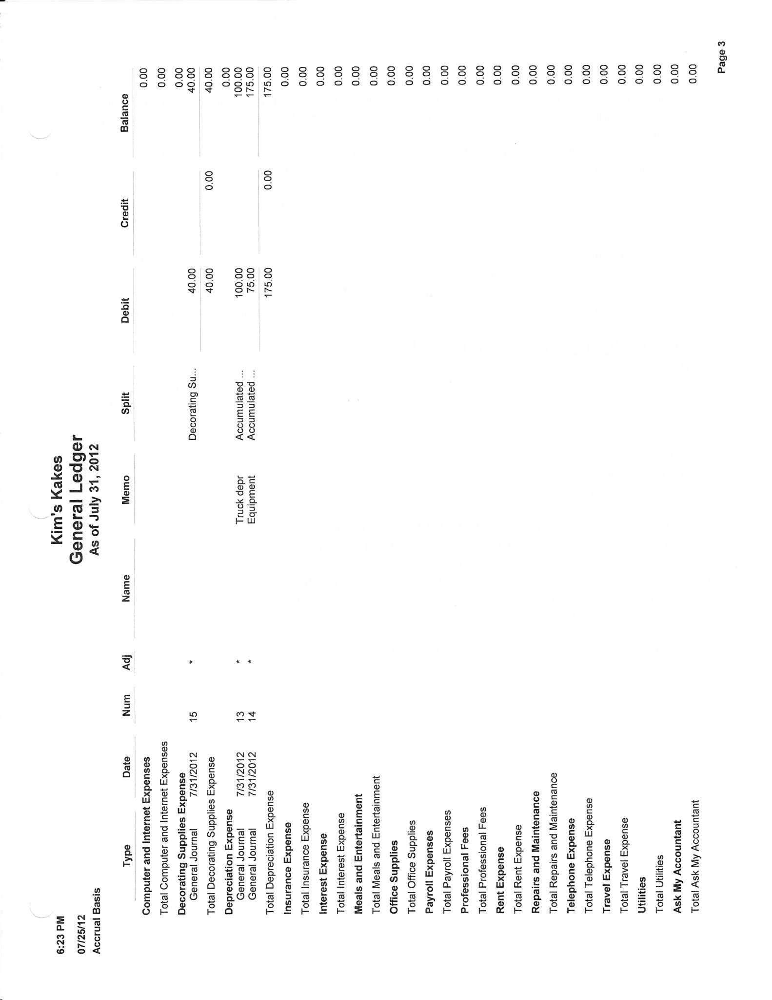 6:23 PM
07/25/12
Accrual Basis
Kim's Kakes
General Ledger
As of July 31, 2012
Type Date Num Adj Name Memo Split Debit Credit Balance
Computer and Internet Expenses 0.00
Total Computer and Internet Expenses 0.00
Decorating Supplies Expense 0.00
General Journal 7/31/2012 15 * Decorating Su... 40.00 40.00
Total Decorating Supplies Expense 40.00 0.00 40.00
Depreciation Expense 0.00
General Journal 7/31/2012 13 * Truck depr Accumulated ... 100.00 100.00
General Journal 7/31/2012 14 * Equipment Accumulated ... 75.00 175.00
Total Depreciation Expense 175.00 0.00 175.00
Insurance Expense 0.00
Total Insurance Expense 0.00
Interest Expense 0.00
Total Interest Expense 0.00
Meals and Entertainment 0.00
Total Meals and Entertainment 0.00
Office Supplies 0.00
Total Office Supplies 0.00
Payroll Expenses 0.00
Total Payroll Expenses 0.00
Professional Fees 0.00
Total Professional Fees 0.00
Rent Expense 0.00
Total Rent Expense 0.00
Repairs and Maintenance 0.00
Total Repairs and Maintenance 0.00
Telephone Expense 0.00
Total Telephone Expense 0.00
Travel Expense 0.00
Total Travel Expense 0.00
Utilities 0.00
Total Utilities 0.00
Ask My Accountant 0.00
Total Ask My Accountant 0.00
Page 3